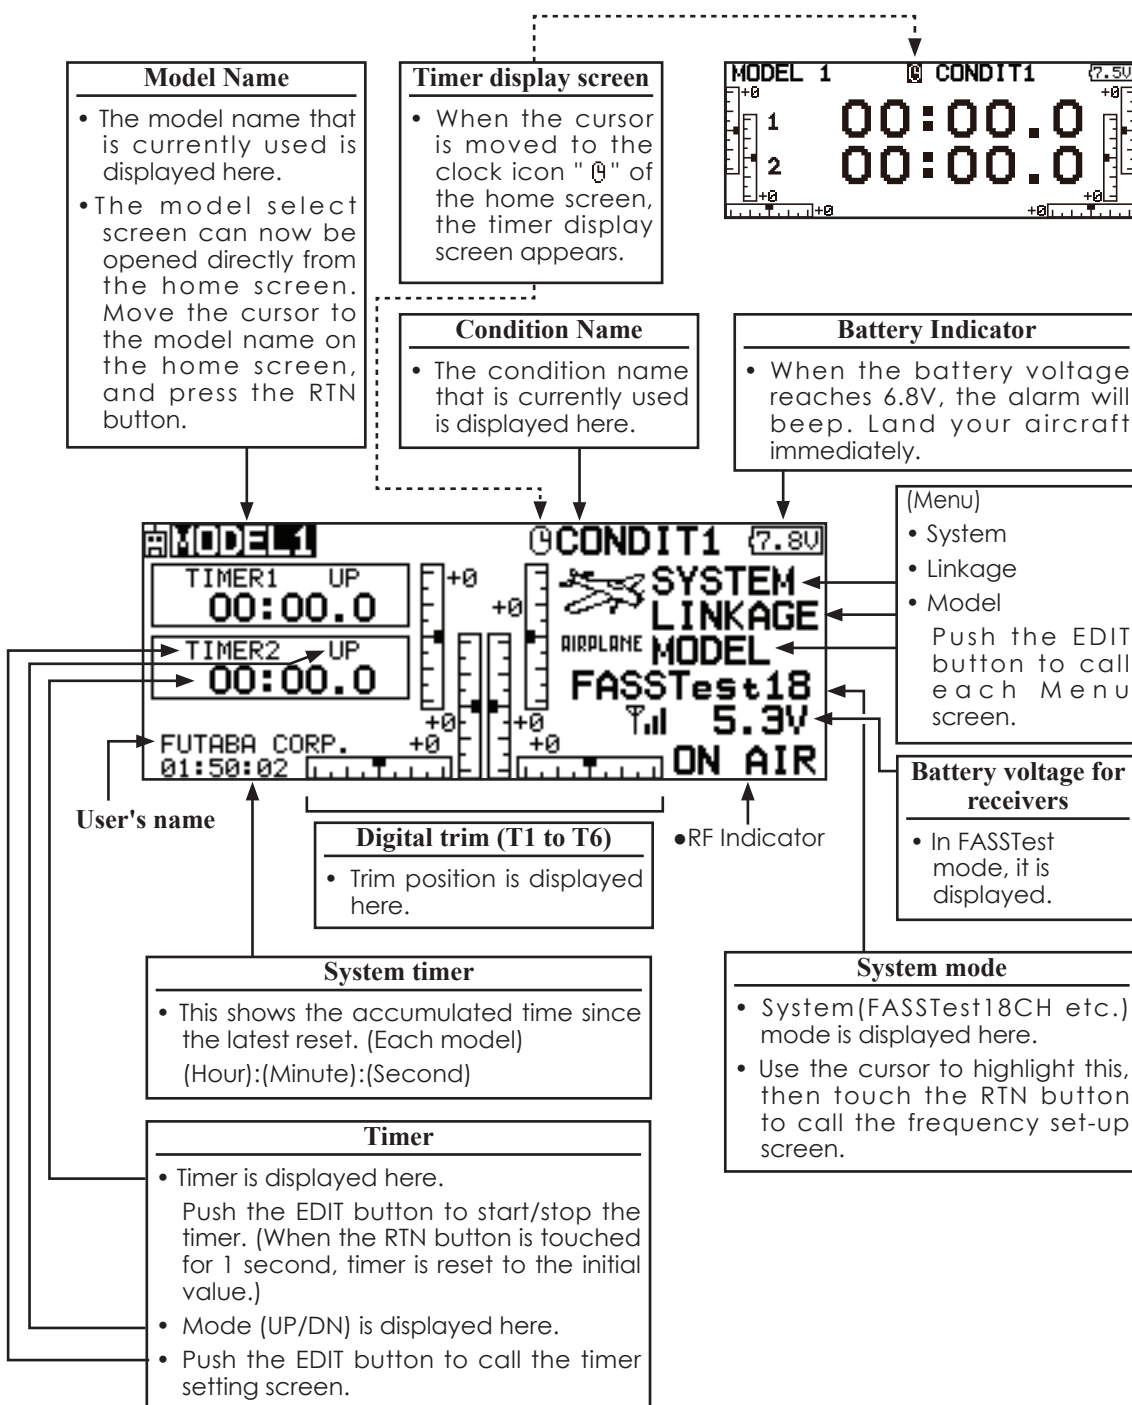 Model Name
• The model name that
is currently used is
displayed here.
•The model select
screen can now be
opened directly from
the home screen.
Move the cursor to
the model name on
the home screen,
and press the RTN
button.
Timer display screen
• When the cursor
is moved to the
clock icon " " of
the home screen,
the timer display
screen appears.
MODEL 1 CONDIT1 7.5V
+0 +0
1 00:00.0
2 00:00.0
+0 +0
+0 +0
Condition Name
• The condition name
that is currently used
is displayed here.
Battery Indicator
• When the battery voltage
reaches 6.8V, the alarm will
beep. Land your aircraft
immediately.
(Menu)
• System
• Linkage
• Model
Push the EDIT
button to call
each Menu
screen.
MODEL1 CONDIT1 7.8V
TIMER1 UP
00:00.0
TIMER2 UP
00:00.0
+0 +0
+0 +0
+0 +0
AIRPLANE
SYSTEM
LINKAGE
MODEL
FASSTest18
5.3V
ON AIR
FUTABA CORP.
01:50:02
User's name
Digital trim (T1 to T6)
• Trim position is displayed
here.
●RF Indicator
Battery voltage for
receivers
• In FASSTest
mode, it is
displayed.
System timer
• This shows the accumulated time since
the latest reset. (Each model)
(Hour):(Minute):(Second)
System mode
• System(FASSTest18CH etc.)
mode is displayed here.
• Use the cursor to highlight this,
then touch the RTN button
to call the frequency set-up
screen.
Timer
• Timer is displayed here.
Push the EDIT button to start/stop the
timer. (When the RTN button is touched
for 1 second, timer is reset to the initial
value.)
• Mode (UP/DN) is displayed here.
• Push the EDIT button to call the timer
setting screen.